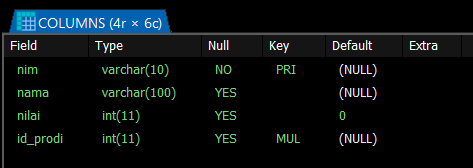 COLUMNS (4r × 6c)
Field Type Null Key Default Extra
nim varchar(10) NO PRI (NULL)
nama varchar(100) YES (NULL)
nilai int(11) YES 0
id_prodi int(11) YES MUL (NULL)